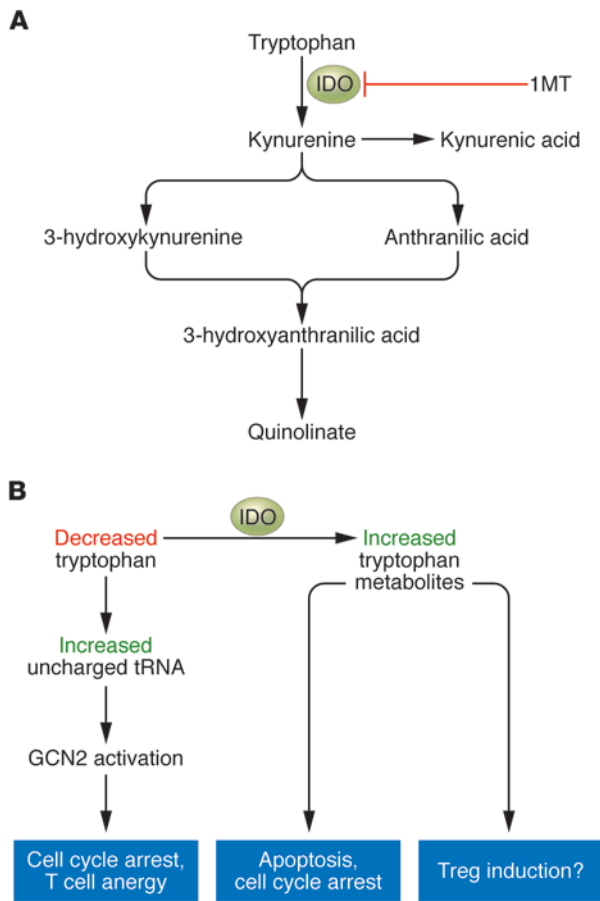 A
Tryptophan
IDO
1MT
Kynurenine
Kynurenic acid
3-hydroxykynurenine
Anthranilic acid
3-hydroxyanthranilic acid
Quinolinate
B
IDO
Decreased
tryptophan
Increased
tryptophan
metabolites
Increased
uncharged tRNA
GCN2 activation
Cell cycle arrest,
T cell anergy
Apoptosis,
cell cycle arrest
Treg induction?